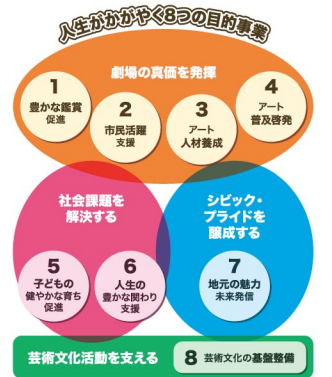 人生がかがやく8つの目的事業
劇場の真価を発揮
1
豊かな鑑賞
促進
2
市民活躍
支援
3
アート
人材養成
4
アート
普及啓発
社会課題を
解決する
5
子どもの
健やかな育ち
促進
6
人生の
豊かな関わり
支援
シビック・
プライドを
醸成する
7
地元の魅力
未来発信
芸術文化活動を支える
8 芸術文化の基盤整備